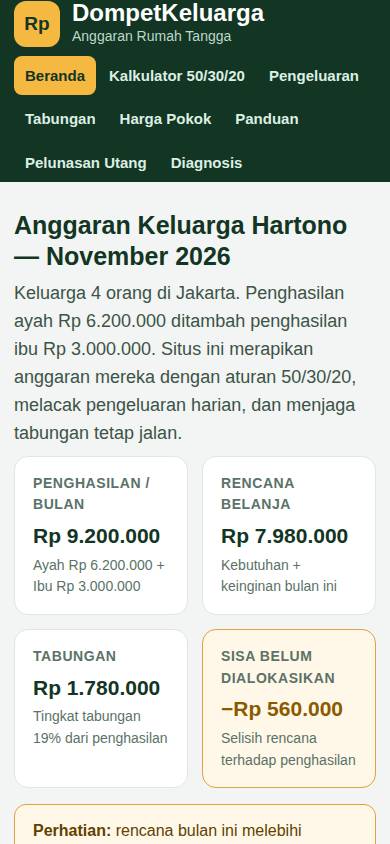 Rp
DompetKeluarga
Anggaran Rumah Tangga
Beranda
Kalkulator 50/30/20
Pengeluaran
Tabungan
Harga Pokok
Panduan
Pelunasan Utang
Diagnosis
Anggaran Keluarga Hartono
— November 2026
Keluarga 4 orang di Jakarta. Penghasilan
ayah Rp 6.200.000 ditambah penghasilan
ibu Rp 3.000.000. Situs ini merapikan
anggaran mereka dengan aturan 50/30/20,
melacak pengeluaran harian, dan menjaga
tabungan tetap jalan.
PENGHASILAN /
BULAN
Rp 9.200.000
Ayah Rp 6.200.000 +
Ibu Rp 3.000.000
RENCANA
BELANJA
Rp 7.980.000
Kebutuhan +
keinginan bulan ini
TABUNGAN
Rp 1.780.000
Tingkat tabungan
19% dari penghasilan
SISA BELUM
DIALOKASIKAN
−Rp 560.000
Selisih rencana
terhadap penghasilan
Perhatian: rencana bulan ini melebihi